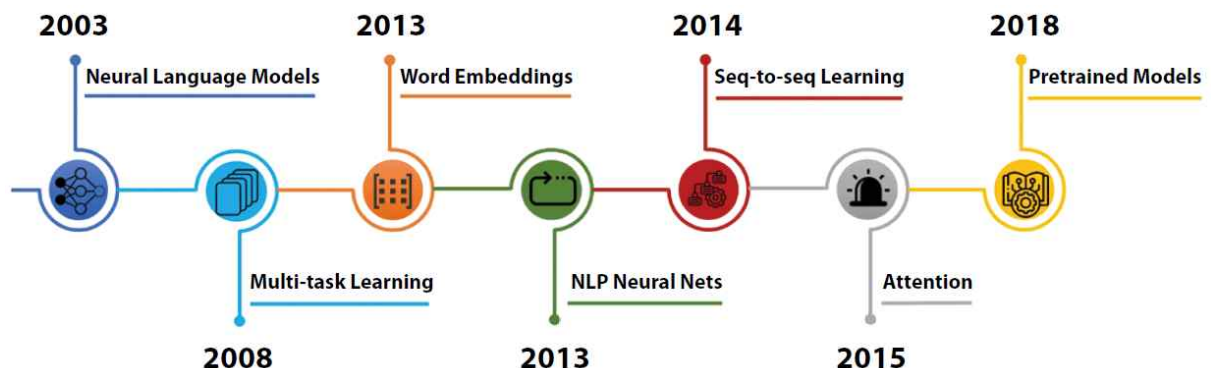 2003
2013
2014
2018
Neural Language Models
Word Embeddings
Seq-to-seq Learning
Pretrained Models
Multi-task Learning
NLP Neural Nets
Attention
2008
2013
2015